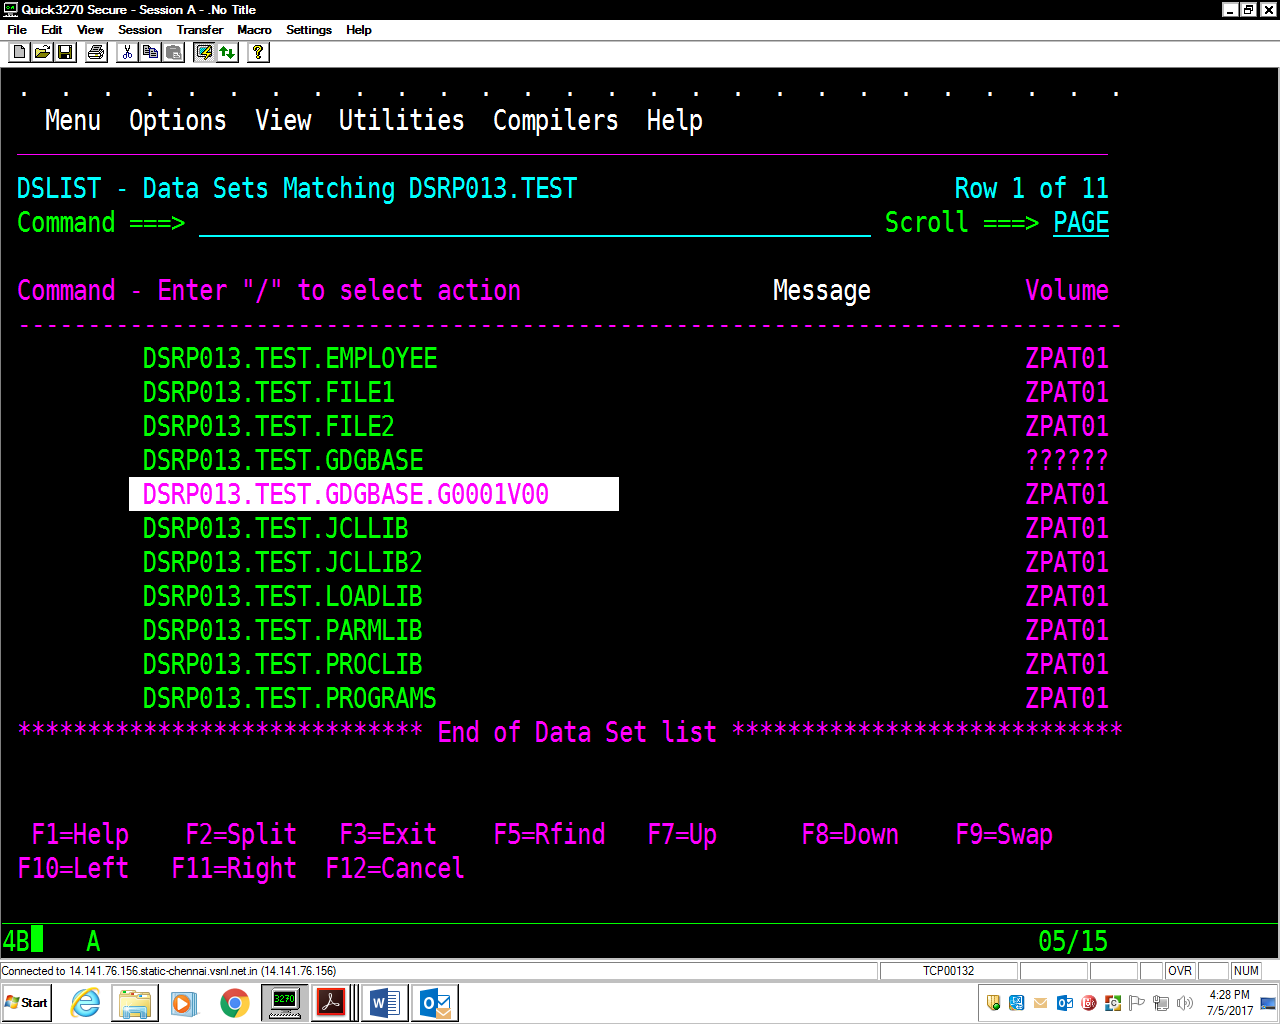 Quick3270 Secure - Session A - .No Title
File Edit View Session Transfer Macro Settings Help
. . . . . . . . . . . . . . . . . . . . . . . . . . .
Menu Options View Utilities Compilers Help
DSLIST - Data Sets Matching DSRP013.TEST Row 1 of 11
Command ===> Scroll ===> PAGE
Command - Enter "/" to select action Message Volume
-------------------------------------------------------------------------------
DSRP013.TEST.EMPLOYEE ZPAT01
DSRP013.TEST.FILE1 ZPAT01
DSRP013.TEST.FILE2 ZPAT01
DSRP013.TEST.GDGBASE ??????
DSRP013.TEST.GDGBASE.G0001V00 ZPAT01
DSRP013.TEST.JCLLIB ZPAT01
DSRP013.TEST.JCLLIB2 ZPAT01
DSRP013.TEST.LOADLIB ZPAT01
DSRP013.TEST.PARMLIB ZPAT01
DSRP013.TEST.PROCLIB ZPAT01
DSRP013.TEST.PROGRAMS ZPAT01
***************************** End of Data Set list ****************************
F1=Help F2=Split F3=Exit F5=Rfind F7=Up F8=Down F9=Swap
F10=Left F11=Right F12=Cancel
4B A 05/15
Connected to 14.141.76.156.static-chennai.vsnl.net.in (14.141.76.156) TCP00132 OVR NUM
Start 3270 4:28 PM
7/5/2017